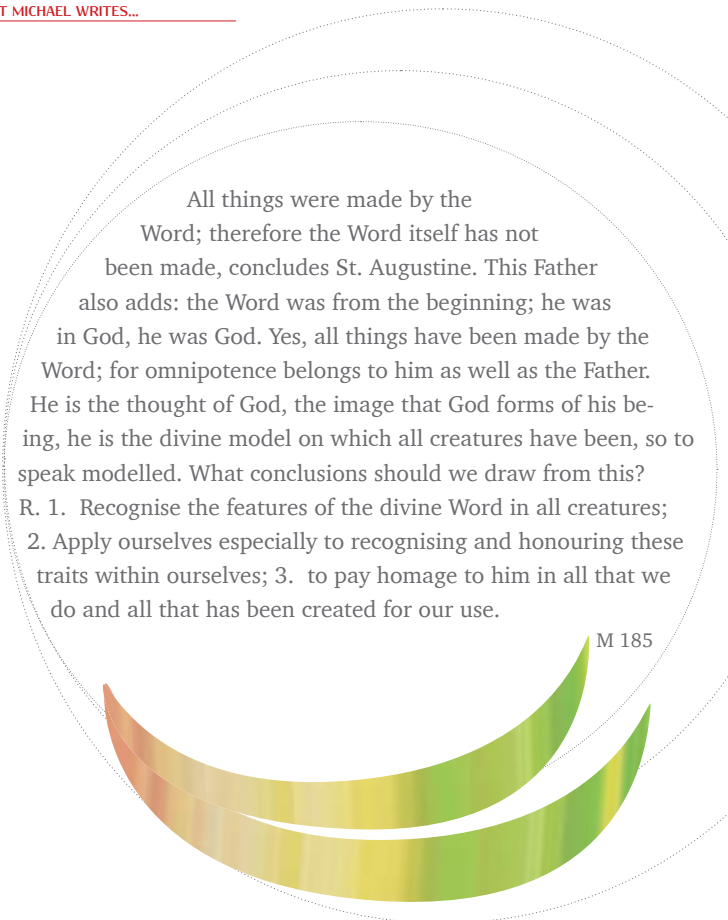 T MICHAEL WRITES...
All things were made by the
Word; therefore the Word itself has not
been made, concludes St. Augustine. This Father
also adds: the Word was from the beginning; he was
in God, he was God. Yes, all things have been made by the
Word; for omnipotence belongs to him as well as the Father.
He is the thought of God, the image that God forms of his be-
ing, he is the divine model on which all creatures have been, so to
speak modelled. What conclusions should we draw from this?
R. 1. Recognise the features of the divine Word in all creatures;
2. Apply ourselves especially to recognising and honouring these
traits within ourselves; 3. to pay homage to him in all that we
do and all that has been created for our use.
M 185